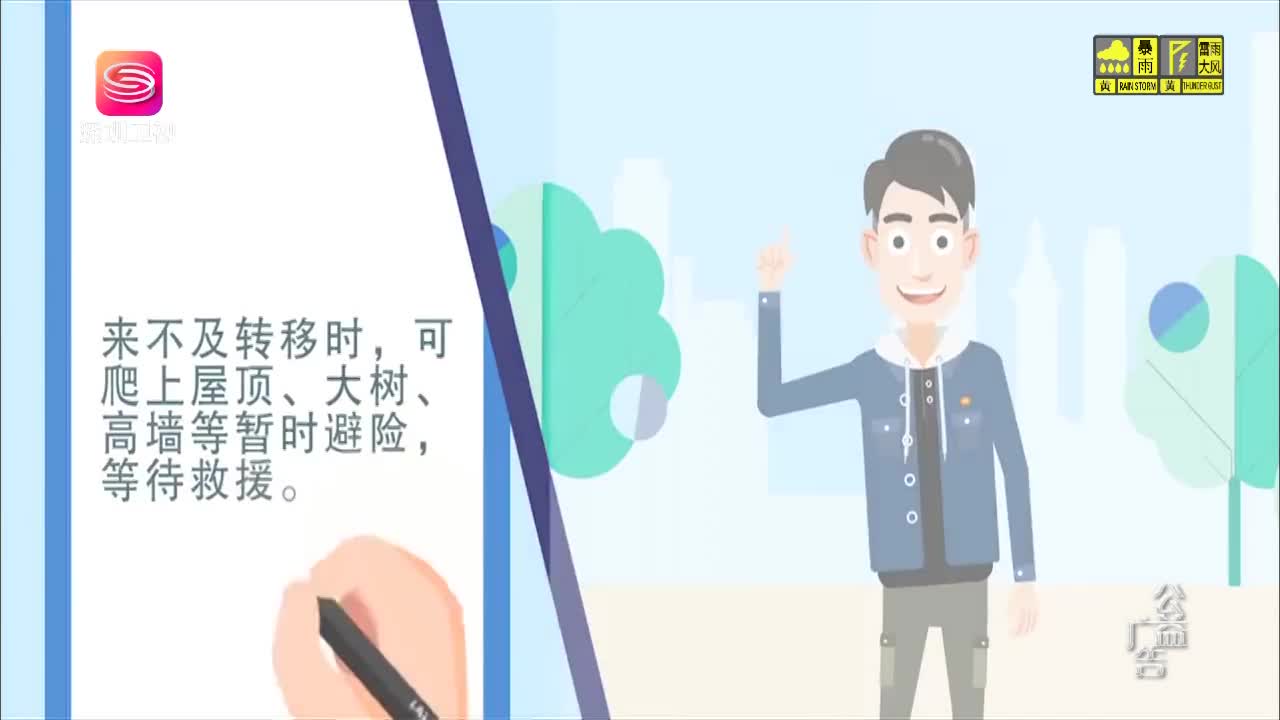 深圳卫视
暴雨
雷雨大风
黄
RAIN STORM
黄
THUNDER GUST
来不及转移时，可
爬上屋顶、大树、
高墙等暂时避险，
等待救援。
公益
广告